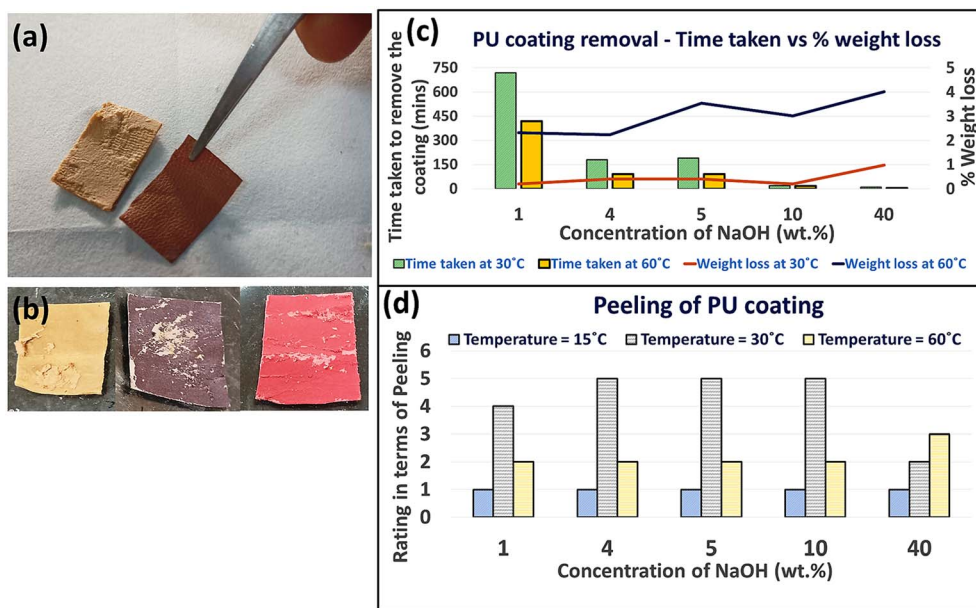 (a)
(b)
(c)
PU coating removal - Time taken vs % weight loss
Time taken to remove the
coating (mins)
750
600
450
300
150
0
5
4
3
2
1
0
% Weight loss
1 4 5 10 40
Concentration of NaOH (wt.%)
Time taken at 30˚C Time taken at 60˚C Weight loss at 30˚C Weight loss at 60˚C
(d)
Peeling of PU coating
Temperature = 15˚C Temperature = 30˚C Temperature = 60˚C
Rating in terms of Peeling
6
5
4
3
2
1
0
1 4 5 10 40
Concentration of NaOH (wt.%)